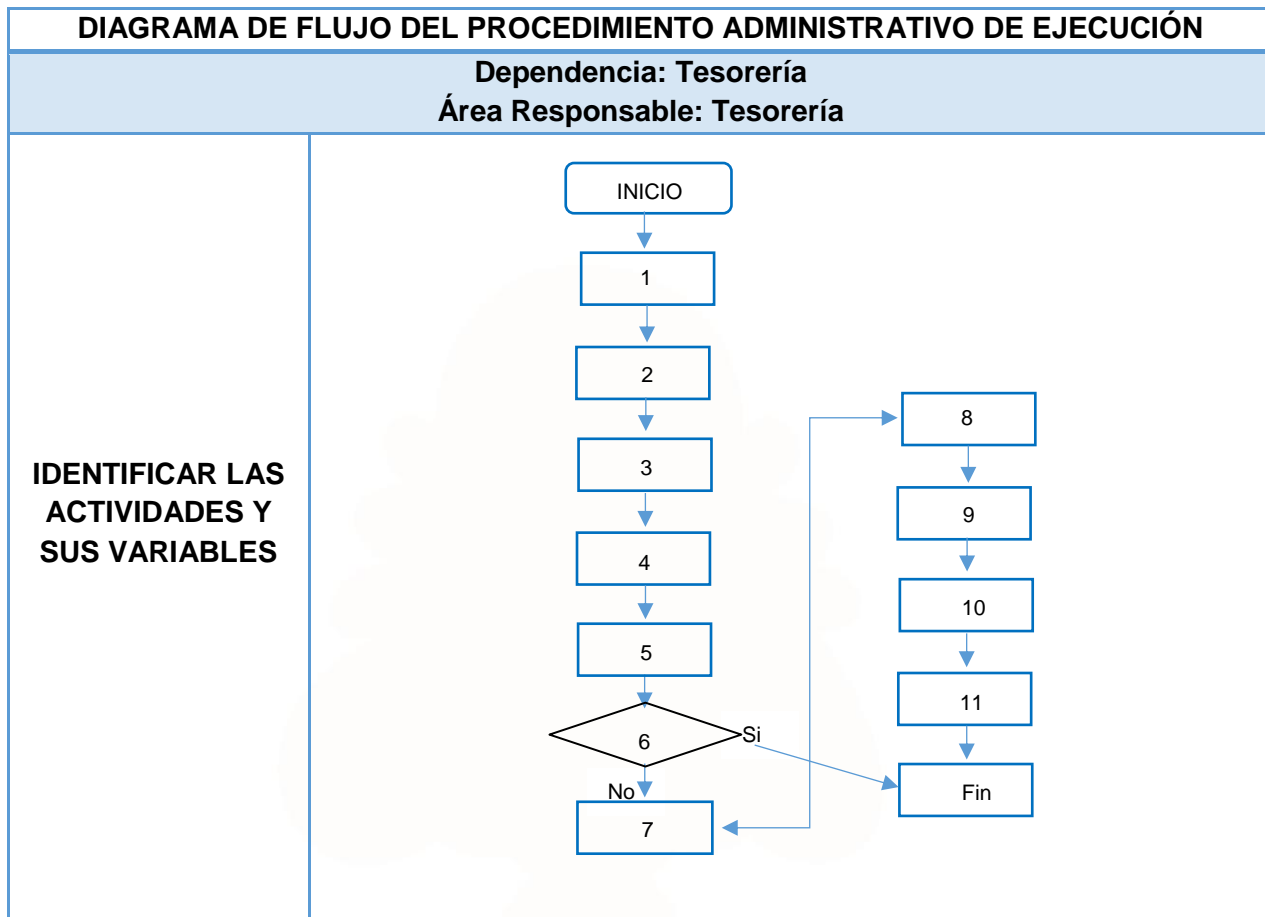 DIAGRAMA DE FLUJO DEL PROCEDIMIENTO ADMINISTRATIVO DE EJECUCIÓN
Dependencia: Tesorería
Área Responsable: Tesorería
IDENTIFICAR LAS
ACTIVIDADES Y
SUS VARIABLES
INICIO
1
2
3
4
5
6
Si
No
7
8
9
10
11
Fin